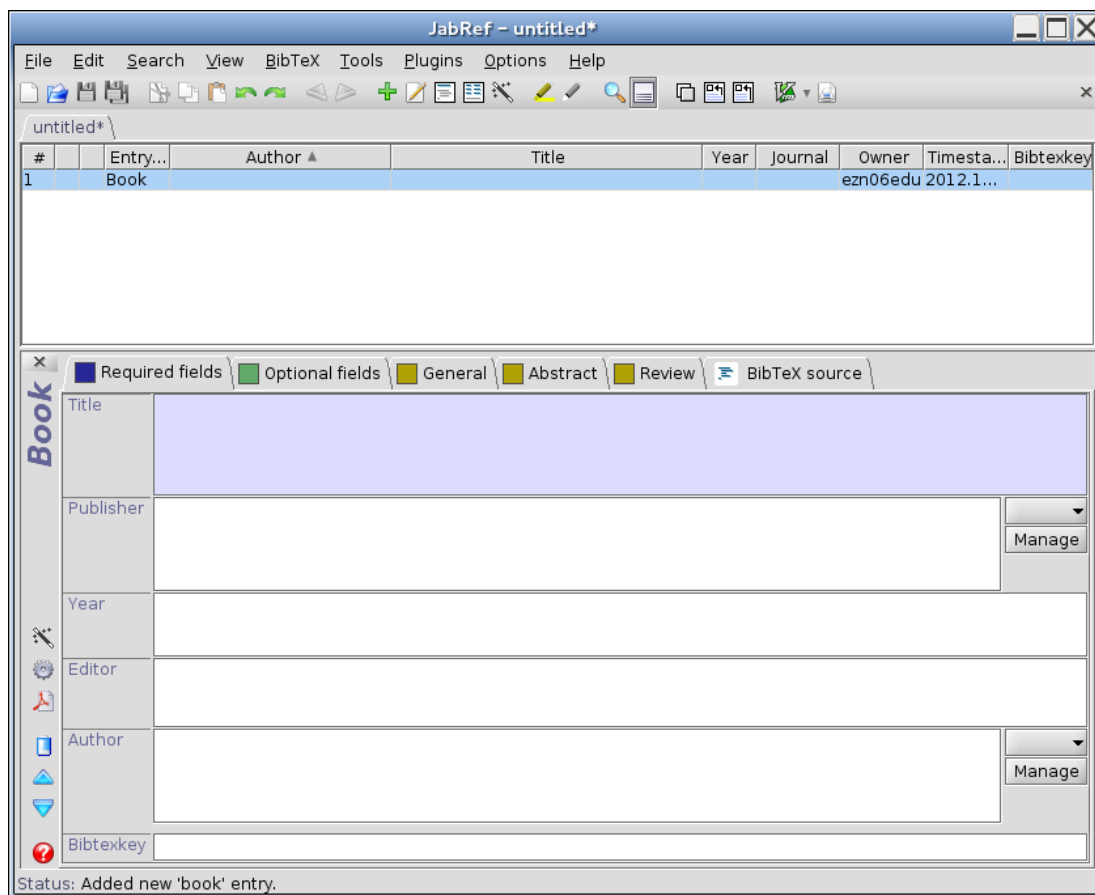 JabRef – untitled*
File Edit Search View BibTeX Tools Plugins Options Help
untitled*
# Entry... Author Title Year Journal Owner Timesta... Bibtexkey
1 Book ezn06edu 2012.1...
Book
Required fields Optional fields General Abstract Review BibTeX source
Title
Publisher
Manage
Year
Editor
Author
Manage
Bibtexkey
Status: Added new 'book' entry.